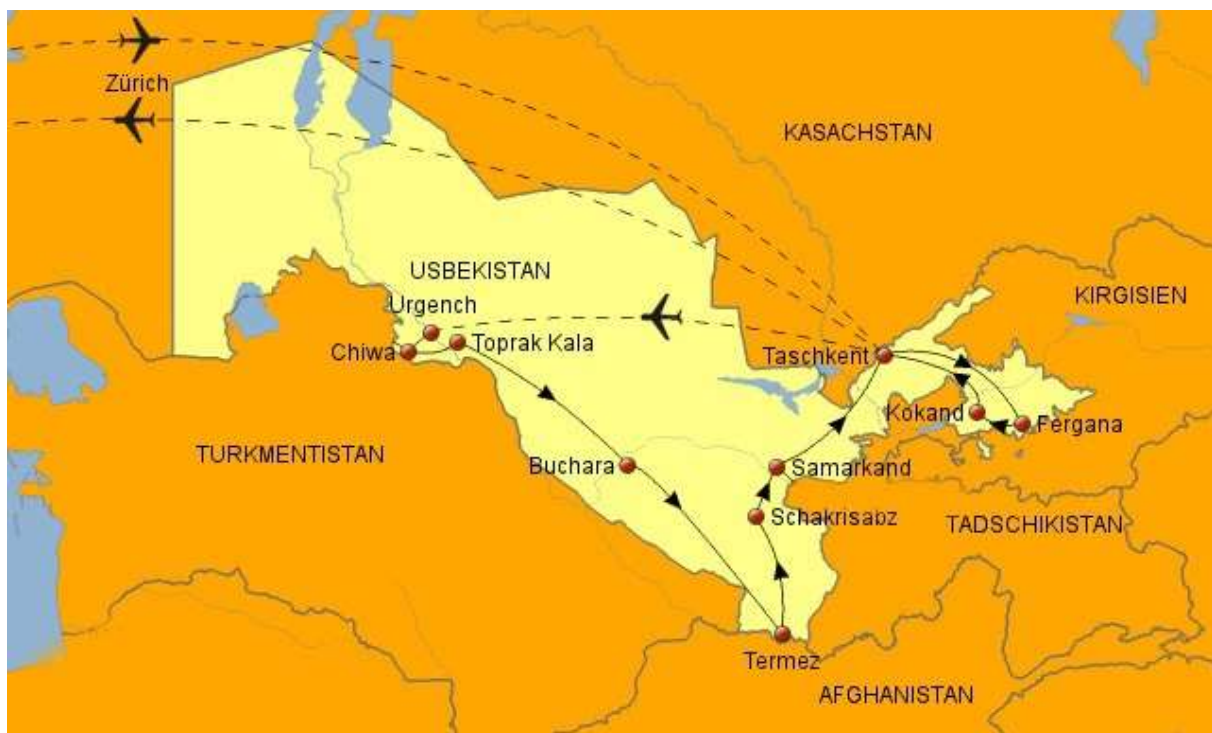 Zürich
KASACHSTAN
USBEKISTAN
KIRGISIEN
Urgench
Toprak Kala
Chiwa
Taschkent
Kokand
Fergana
TURKMENTISTAN
Buchara
Samarkand
Schakrisabz
TADSCHIKISTAN
Termez
AFGHANISTAN